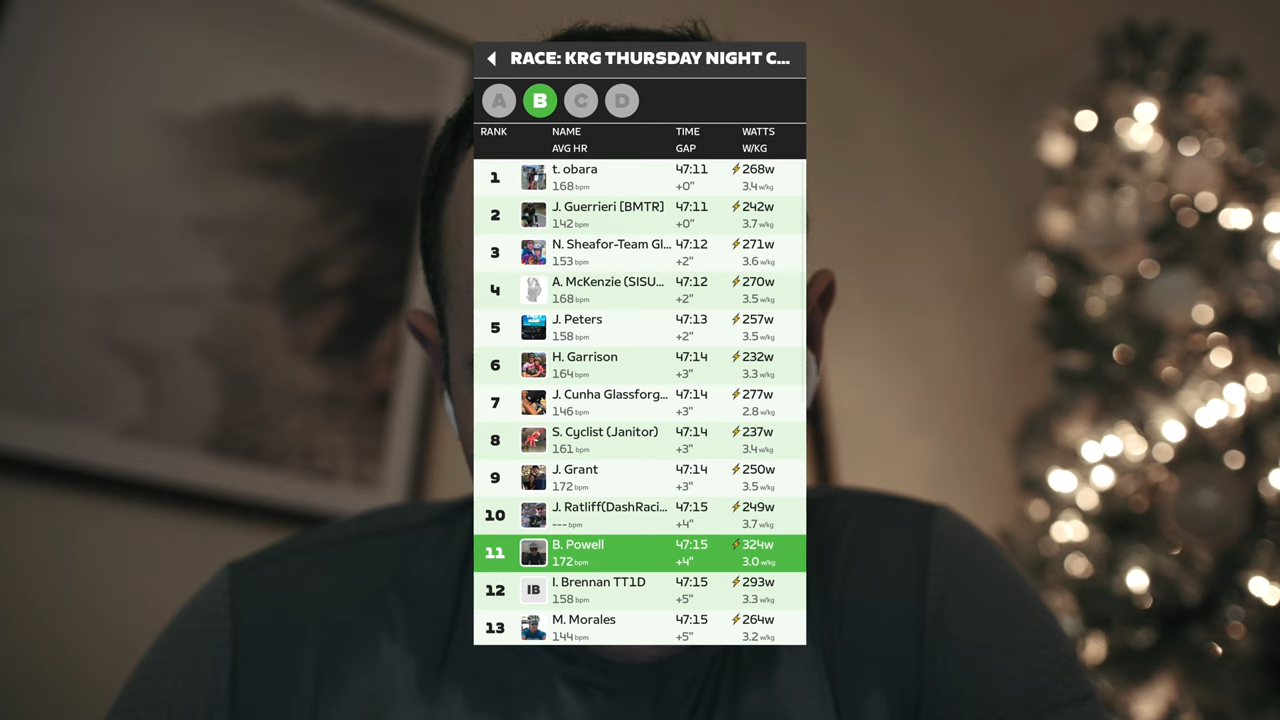 RACE: KRG THURSDAY NIGHT C...
A B C D
RANK NAME TIME WATTS
AVG HR GAP W/KG
1 t. obara 47:11 268w
168 bpm +0" 3.4 w/kg
2 J. Guerrieri [BMTR] 47:11 242w
142 bpm +0" 3.7 w/kg
3 N. Sheafor-Team Gl... 47:12 271w
153 bpm +2" 3.6 w/kg
4 A. McKenzie (SISU... 47:12 270w
168 bpm +2" 3.5 w/kg
5 J. Peters 47:13 257w
158 bpm +2" 3.5 w/kg
6 H. Garrison 47:14 232w
164 bpm +3" 3.3 w/kg
7 J. Cunha Glassforg... 47:14 277w
146 bpm +3" 2.8 w/kg
8 S. Cyclist (Janitor) 47:14 237w
161 bpm +3" 3.4 w/kg
9 J. Grant 47:14 250w
172 bpm +3" 3.5 w/kg
10 J. Ratliff(DashRaci... 47:15 249w
--- bpm +4" 3.7 w/kg
11 B. Powell 47:15 324w
172 bpm +4" 3.0 w/kg
12 IB I. Brennan TT1D 47:15 293w
158 bpm +5" 3.3 w/kg
13 M. Morales 47:15 264w
144 bpm +5" 3.2 w/kg